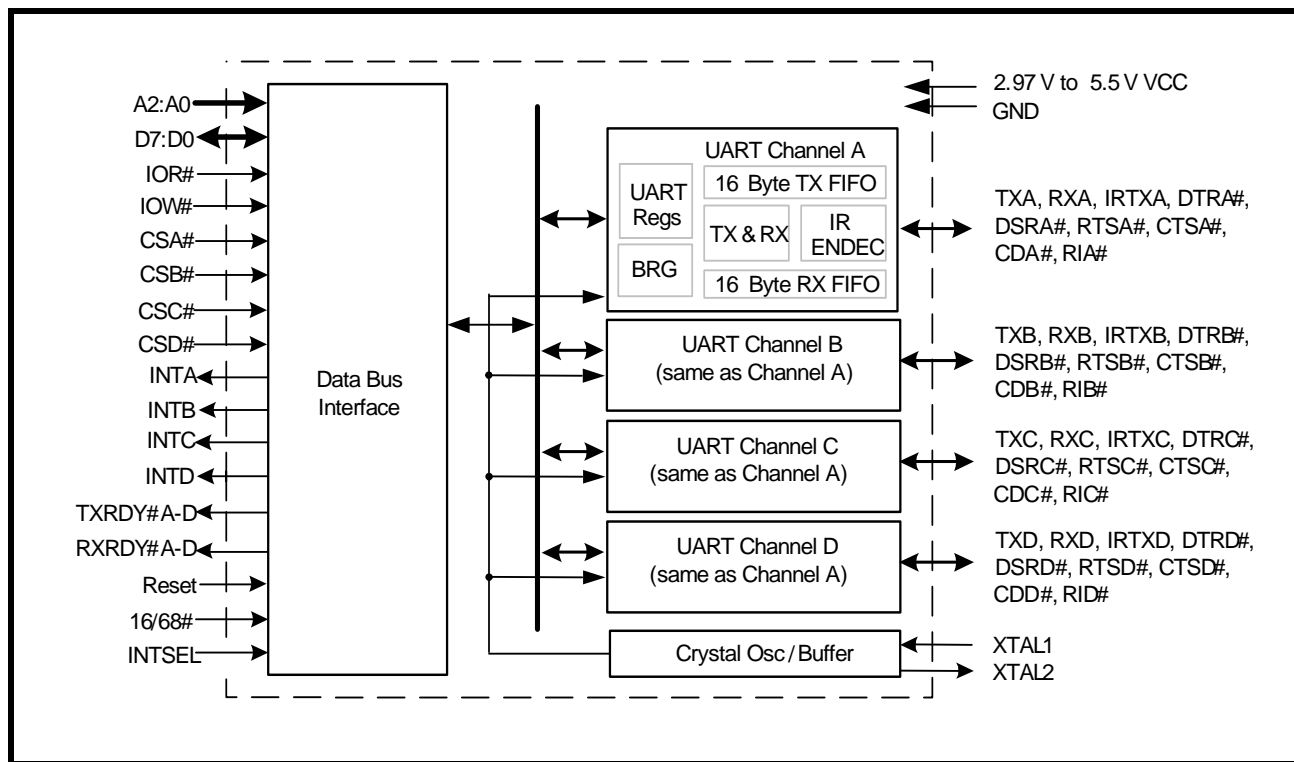 A2:A0
D7:D0
IOR#
IOW#
CSA#
CSB#
CSC#
CSD#
INTA
INTB
INTC
INTD
TXRDY# A-D
RXRDY# A-D
Reset
16/68#
INTSEL
Data Bus
Interface
UART Channel A
UART
Regs
BRG
16 Byte TX FIFO
TX & RX
IR
ENDEC
16 Byte RX FIFO
UART Channel B
(same as Channel A)
UART Channel C
(same as Channel A)
UART Channel D
(same as Channel A)
Crystal Osc / Buffer
2.97 V to 5.5 V VCC
GND
TXA, RXA, IRTXA, DTRA#,
DSRA#, RTSA#, CTSA#,
CDA#, RIA#
TXB, RXB, IRTXB, DTRB#,
DSRB#, RTSB#, CTSB#,
CDB#, RIB#
TXC, RXC, IRTXC, DTRC#,
DSRC#, RTSC#, CTSC#,
CDC#, RIC#
TXD, RXD, IRTXD, DTRD#,
DSRD#, RTSD#, CTSD#,
CDD#, RID#
XTAL1
XTAL2